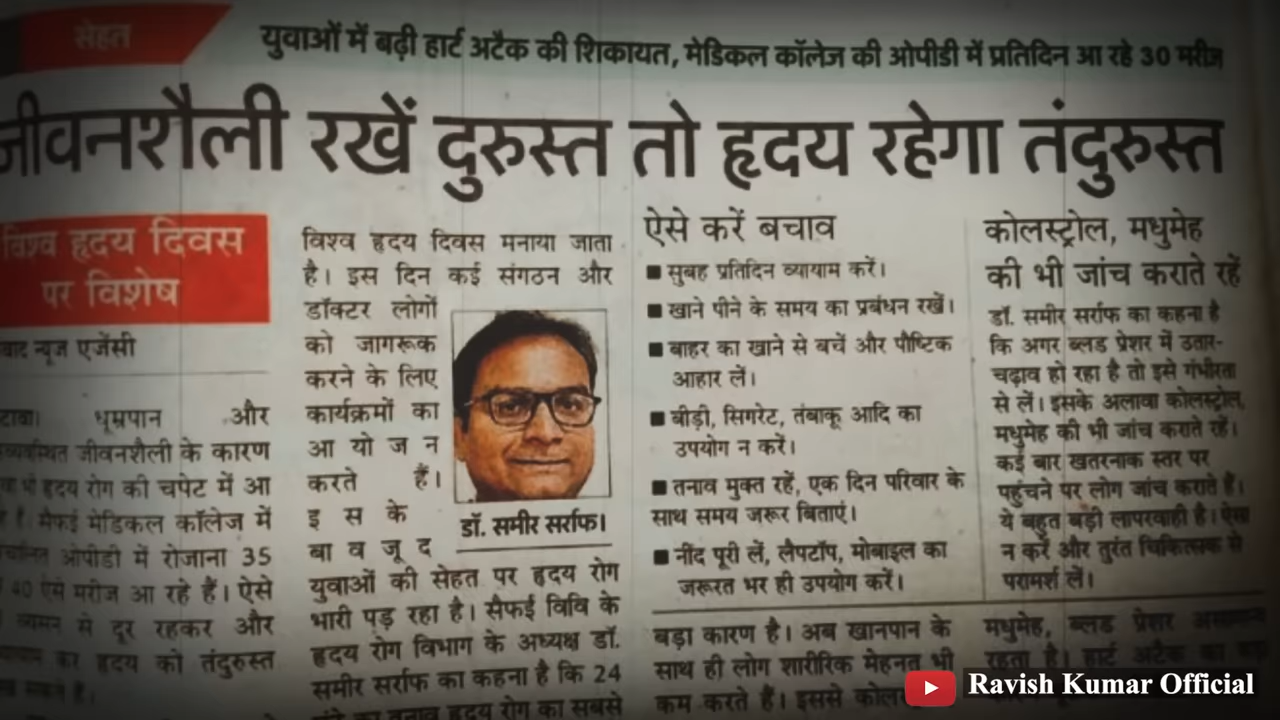 सेहत
युवाओं में बढ़ी हार्ट अटैक की शिकायत, मेडिकल कॉलेज की ओपीडी में प्रतिदिन आ रहे 30 मरीज
जीवनशैली रखें दुरुस्त तो हृदय रहेगा तंदुरुस्त
विश्व हृदय दिवस
पर विशेष
न्यूज एजेंसी
धूम्रपान और
जीवनशैली के कारण
हृदय रोग की चपेट में आ
सैफई मेडिकल कॉलेज में
ओपीडी में रोजाना 35
40 ऐसे मरीज आ रहे हैं। ऐसे
से दूर रहकर और
हृदय को तंदुरुस्त
विश्व हृदय दिवस मनाया जाता
है। इस दिन कई संगठन और
डॉक्टर लोगों
को जागरूक
करने के लिए
कार्यक्रमों का
आ यो ज न
करते हैं।
इ स के
बा व जू द
युवाओं की सेहत पर हृदय रोग
भारी पड़ रहा है। सैफई विवि के
हृदय रोग विभाग के अध्यक्ष डॉ.
समीर सर्राफ का कहना है कि 24
घंटे का तनाव हृदय रोग का सबसे
डॉ. समीर सर्राफ।
ऐसे करें बचाव
■ सुबह प्रतिदिन व्यायाम करें।
■ खाने पीने के समय का प्रबंधन रखें।
■ बाहर का खाने से बचें और पौष्टिक
आहार लें।
■ बीड़ी, सिगरेट, तंबाकू आदि का
उपयोग न करें।
■ तनाव मुक्त रहें, एक दिन परिवार के
साथ समय जरूर बिताएं।
■ नींद पूरी लें, लैपटॉप, मोबाइल का
जरूरत भर ही उपयोग करें।
बड़ा कारण है। अब खानपान के
साथ ही लोग शारीरिक मेहनत भी
कम करते हैं। इससे
कोलस्ट्रोल, मधुमेह
की भी जांच कराते रहें
डॉ. समीर सर्राफ का कहना है
कि अगर ब्लड प्रेशर में उतार-
चढ़ाव हो रहा है तो इसे गंभीरता
से लें। इसके अलावा कोलस्ट्रोल,
मधुमेह की भी जांच कराते रहें।
कई बार खतरनाक स्तर पर
पहुंचने पर लोग जांच कराते हैं।
ये बहुत बड़ी लापरवाही है। ऐसा
न करें और तुरंत चिकित्सक से
परामर्श लें।
मधुमेह, ब्लड प्रेशर
रहता है। हार्ट अटैक का
Ravish Kumar Official